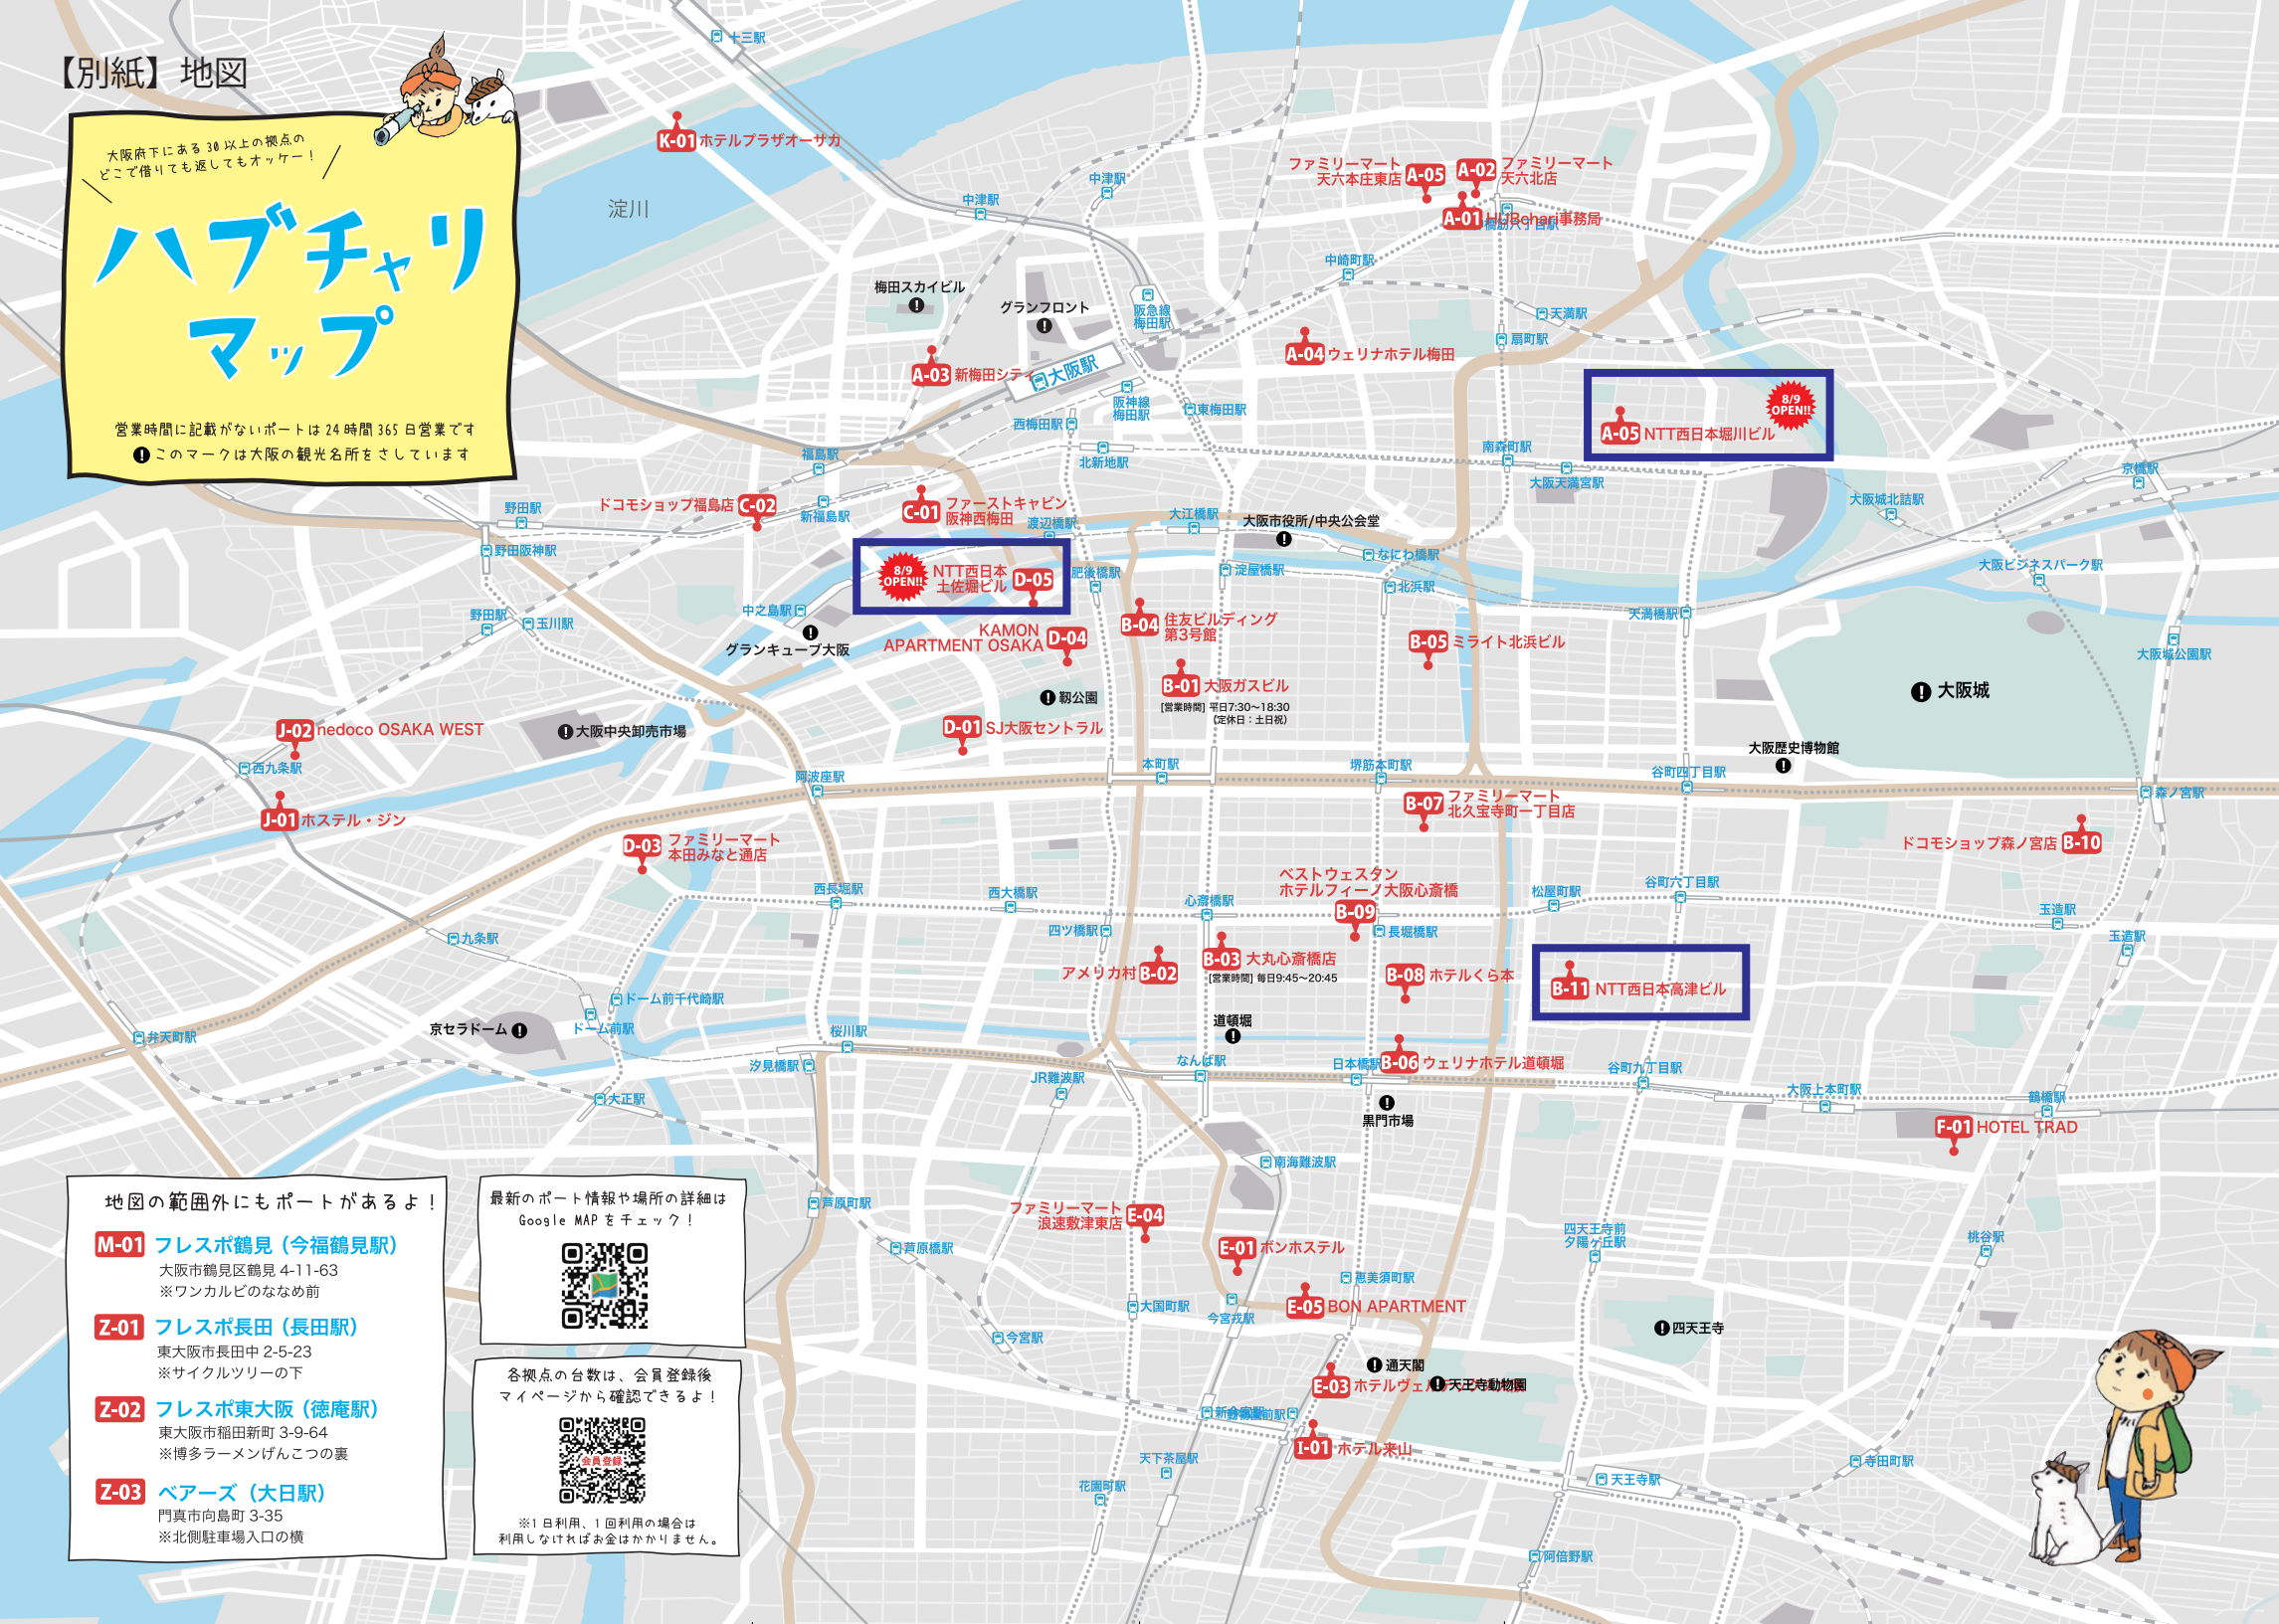 【別紙】地図
大阪府下にある30以上の拠点の
どこで借りても返してもオッケー！
ハブチャリ
マップ
営業時間に記載がないポートは24時間365日営業です
このマークは大阪の観光名所をさしています
十三駅
K-01 ホテルプラザオーサカ
淀川
中津駅
中津駅
ファミリーマート
天六本庄東店 A-05
A-02 ファミリーマート
天六北店
A-01 HUBchari事務局
橋筋六丁目駅
中崎町駅
梅田スカイビル
グランフロント
阪急線
梅田駅
天満駅
扇町駅
A-04 ウェリナホテル梅田
A-03 新梅田シティ
大阪駅
阪神線
梅田駅
東梅田駅
西梅田駅
8/9
OPEN!!
A-05 NTT西日本堀川ビル
福島駅
北新地駅
南森町駅
大阪天満宮駅
京橋駅
大阪城北詰駅
ドコモショップ福島店 C-02
新福島駅
C-01 ファーストキャビン
阪神西梅田
渡辺橋駅
大江橋駅
大阪市役所/中央公会堂
野田駅
野田阪神駅
なにわ橋駅
大阪ビジネスパーク駅
8/9
OPEN!!
NTT西日本
土佐堀ビル D-05
肥後橋駅
淀屋橋駅
北浜駅
中之島駅
天満橋駅
野田駅
玉川駅
グランキューブ大阪
KAMON
APARTMENT OSAKA D-04
B-04 住友ビルディング
第3号館
B-05 ミライト北浜ビル
大阪城公園駅
B-01 大阪ガスビル
[営業時間] 平日7:30～18:30
（定休日：土日祝）
靱公園
大阪城
D-01 SJ大阪セントラル
J-02 nedoco OSAKA WEST
大阪中央卸売市場
西九条駅
阿波座駅
本町駅
堺筋本町駅
谷町四丁目駅
大阪歴史博物館
森ノ宮駅
J-01 ホステル・ジン
B-07 ファミリーマート
北久宝寺町一丁目店
D-03 ファミリーマート
本田みなと通店
ドコモショップ森ノ宮店 B-10
ベストウェスタン
ホテルフィーノ大阪心斎橋
B-09
西長堀駅
西大橋駅
心斎橋駅
松屋町駅
谷町六丁目駅
玉造駅
玉造駅
四ツ橋駅
長堀橋駅
九条駅
アメリカ村 B-02
B-03 大丸心斎橋店
[営業時間] 毎日9:45～20:45
B-08 ホテルくら本
B-11 NTT西日本高津ビル
ドーム前千代崎駅
京セラドーム
ドーム前駅
弁天町駅
道頓堀
桜川駅
汐見橋駅
なんば駅
日本橋駅
B-06 ウェリナホテル道頓堀
谷町九丁目駅
JR難波駅
大正駅
大阪上本町駅
鶴橋駅
黒門市場
F-01 HOTEL TRAD
南海難波駅
芦原町駅
ファミリーマート
浪速敷津東店 E-04
四天王寺前
夕陽ヶ丘駅
桃谷駅
芦原橋駅
E-01 ボンホステル
恵美須町駅
大国町駅
今宮戎駅
E-05 BON APARTMENT
今宮駅
四天王寺
通天閣
E-03 ホテルヴェ
天王寺動物園
I-01 ホテル来山
天下茶屋駅
花園町駅
天王寺駅
寺田町駅
阿倍野駅
地図の範囲外にもポートがあるよ！
M-01 フレスポ鶴見（今福鶴見駅）
大阪市鶴見区鶴見 4-11-63
※ワンカルビのななめ前
Z-01 フレスポ長田（長田駅）
東大阪市長田中 2-5-23
※サイクルツリーの下
Z-02 フレスポ東大阪（徳庵駅）
東大阪市稲田新町 3-9-64
※博多ラーメンげんこつの裏
Z-03 ベアーズ（大日駅）
門真市向島町 3-35
※北側駐車場入口の横
最新のポート情報や場所の詳細は
Google MAP をチェック！
各拠点の台数は、会員登録後
マイページから確認できるよ！
会員登録
※1日利用、1回利用の場合は
利用しなければお金はかかりません。